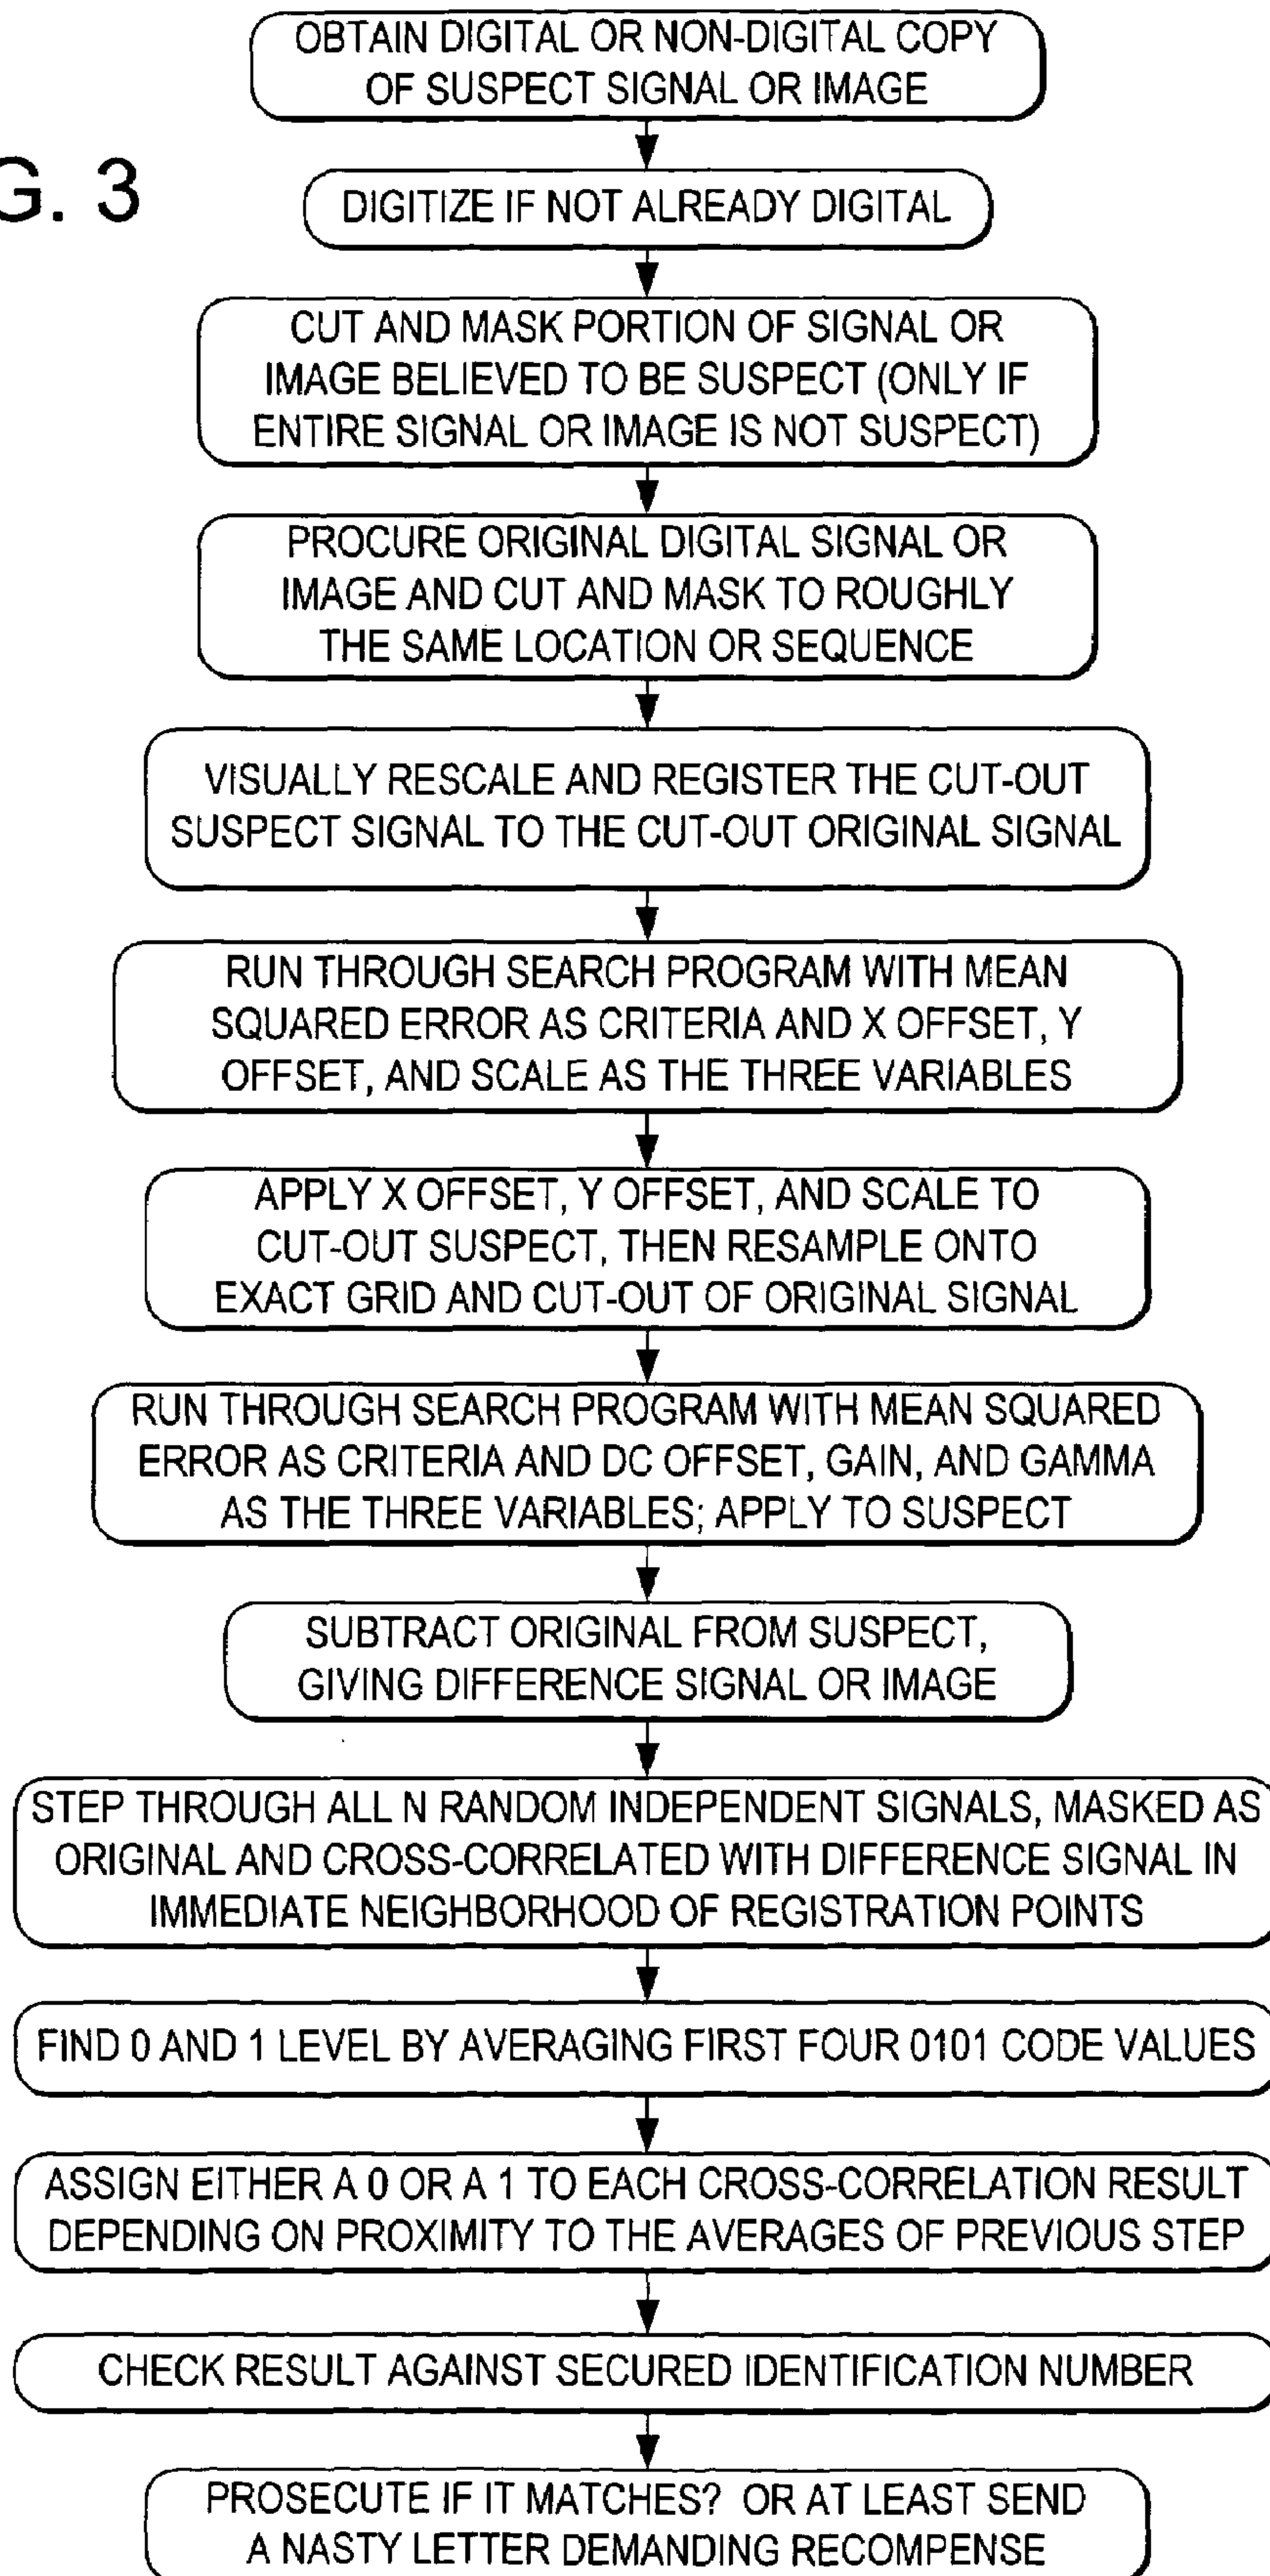 OBTAIN DIGITAL OR NON-DIGITAL COPY
OF SUSPECT SIGNAL OR IMAGE
G. 3
DIGITIZE IF NOT ALREADY DIGITAL
CUT AND MASK PORTION OF SIGNAL OR
IMAGE BELIEVED TO BE SUSPECT (ONLY IF
ENTIRE SIGNAL OR IMAGE IS NOT SUSPECT)
PROCURE ORIGINAL DIGITAL SIGNAL OR
IMAGE AND CUT AND MASK TO ROUGHLY
THE SAME LOCATION OR SEQUENCE
VISUALLY RESCALE AND REGISTER THE CUT-OUT
SUSPECT SIGNAL TO THE CUT-OUT ORIGINAL SIGNAL
RUN THROUGH SEARCH PROGRAM WITH MEAN
SQUARED ERROR AS CRITERIA AND X OFFSET, Y
OFFSET, AND SCALE AS THE THREE VARIABLES
APPLY X OFFSET, Y OFFSET, AND SCALE TO
CUT-OUT SUSPECT, THEN RESAMPLE ONTO
EXACT GRID AND CUT-OUT OF ORIGINAL SIGNAL
RUN THROUGH SEARCH PROGRAM WITH MEAN SQUARED
ERROR AS CRITERIA AND DC OFFSET, GAIN, AND GAMMA
AS THE THREE VARIABLES; APPLY TO SUSPECT
SUBTRACT ORIGINAL FROM SUSPECT,
GIVING DIFFERENCE SIGNAL OR IMAGE
STEP THROUGH ALL N RANDOM INDEPENDENT SIGNALS, MASKED AS
ORIGINAL AND CROSS-CORRELATED WITH DIFFERENCE SIGNAL IN
IMMEDIATE NEIGHBORHOOD OF REGISTRATION POINTS
FIND 0 AND 1 LEVEL BY AVERAGING FIRST FOUR 0101 CODE VALUES
ASSIGN EITHER A 0 OR A 1 TO EACH CROSS-CORRELATION RESULT
DEPENDING ON PROXIMITY TO THE AVERAGES OF PREVIOUS STEP
CHECK RESULT AGAINST SECURED IDENTIFICATION NUMBER
PROSECUTE IF IT MATCHES? OR AT LEAST SEND
A NASTY LETTER DEMANDING RECOMPENSE